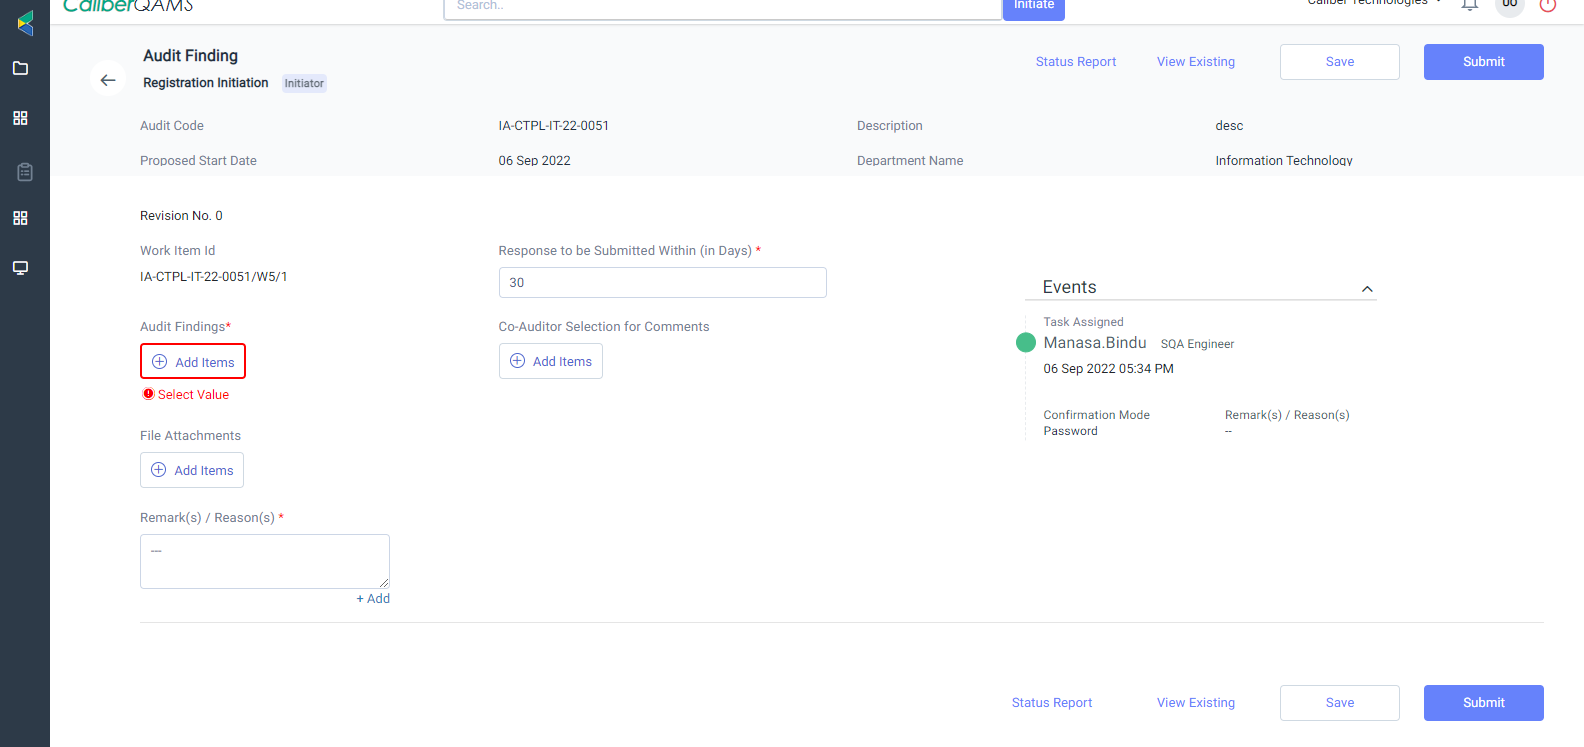 CaliberQAMS
Search..
Initiate
Caliber Technologies
00
Audit Finding
Registration Initiation Initiator
Status Report View Existing Save Submit
Audit Code IA-CTPL-IT-22-0051 Description desc
Proposed Start Date 06 Sep 2022 Department Name Information Technology
Revision No. 0
Work Item Id Response to be Submitted Within (in Days) *
IA-CTPL-IT-22-0051/W5/1 30
Audit Findings* Co-Auditor Selection for Comments
Add Items Add Items
Select Value
File Attachments
Add Items
Remark(s) / Reason(s) *
---
+ Add
Events
Task Assigned
Manasa.Bindu SQA Engineer
06 Sep 2022 05:34 PM
Confirmation Mode Remark(s) / Reason(s)
Password --
Status Report View Existing Save Submit